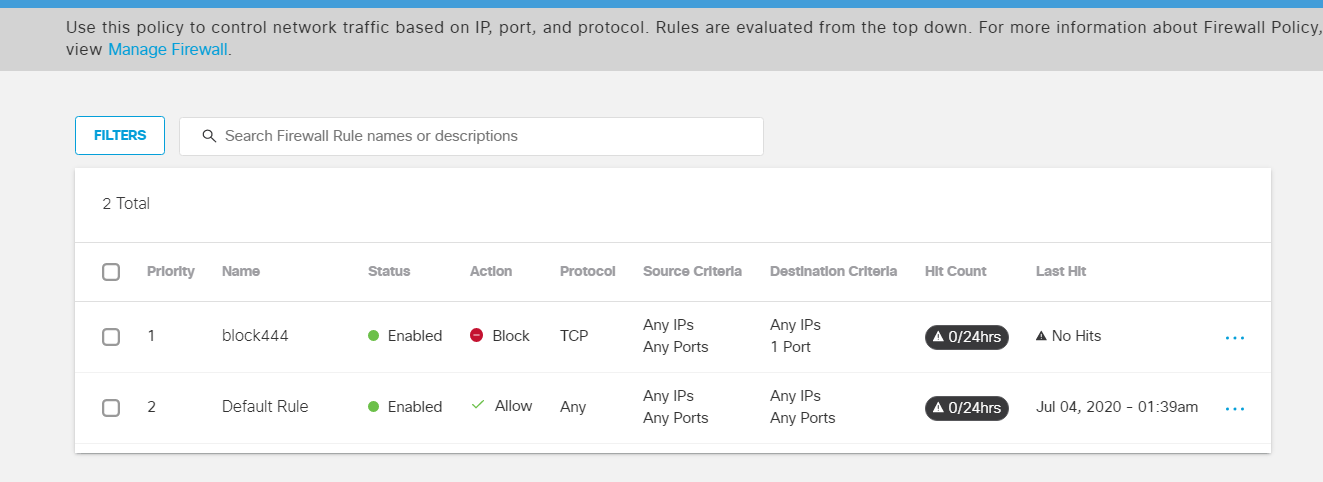 Use this policy to control network traffic based on IP, port, and protocol. Rules are evaluated from the top down. For more information about Firewall Policy,
view Manage Firewall.
FILTERS
Search Firewall Rule names or descriptions
2 Total
Priority Name Status Action Protocol Source Criteria Destination Criteria Hit Count Last Hit
1 block444 Enabled Block TCP Any IPs Any IPs 0/24hrs No Hits
Any Ports 1 Port
2 Default Rule Enabled Allow Any Any IPs Any IPs 0/24hrs Jul 04, 2020 - 01:39am
Any Ports Any Ports